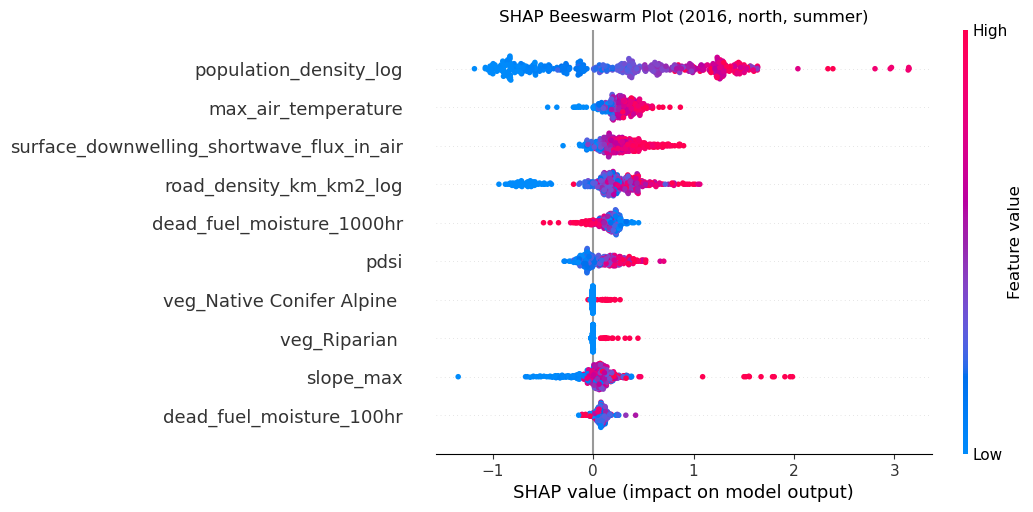 SHAP Beeswarm Plot (2016, north, summer)
High
population_density_log
max_air_temperature
surface_downwelling_shortwave_flux_in_air
road_density_km_km2_log
dead_fuel_moisture_1000hr
pdsi
veg_Native Conifer Alpine
veg_Riparian
slope_max
dead_fuel_moisture_100hr
Feature value
Low
−1 0 1 2 3
SHAP value (impact on model output)